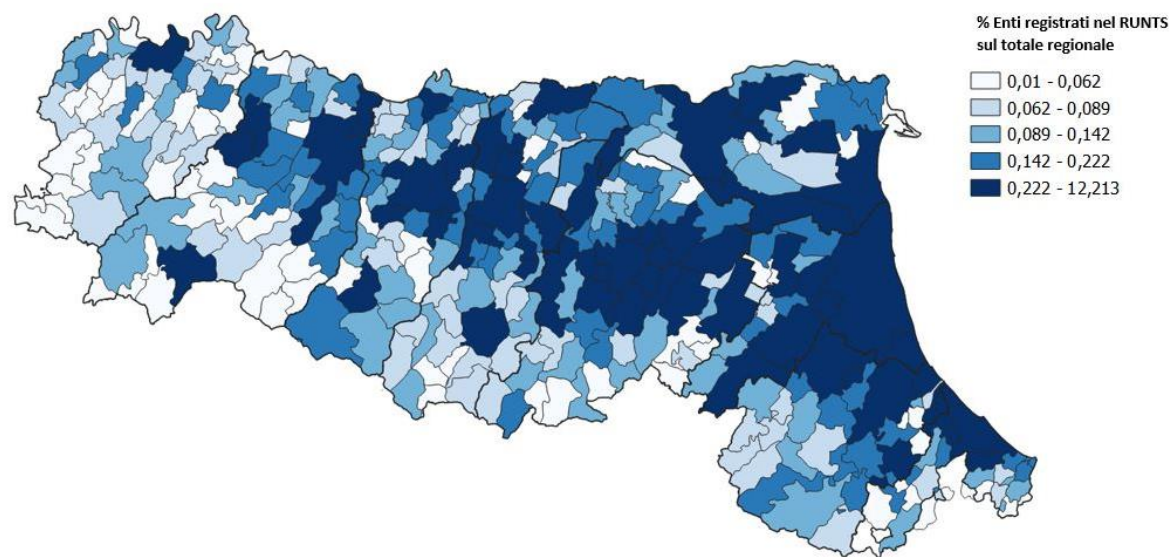 % Enti registrati nel RUNTS
sul totale regionale
0,01 - 0,062
0,062 - 0,089
0,089 - 0,142
0,142 - 0,222
0,222 - 12,213